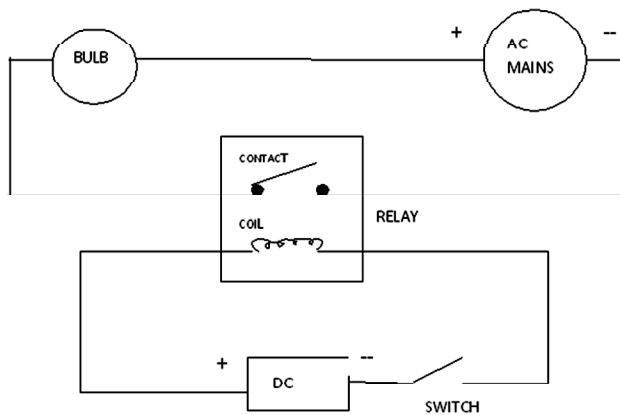 BULB
+
AC
MAINS
--
CONTACT
COIL
RELAY
+
DC
--
SWITCH